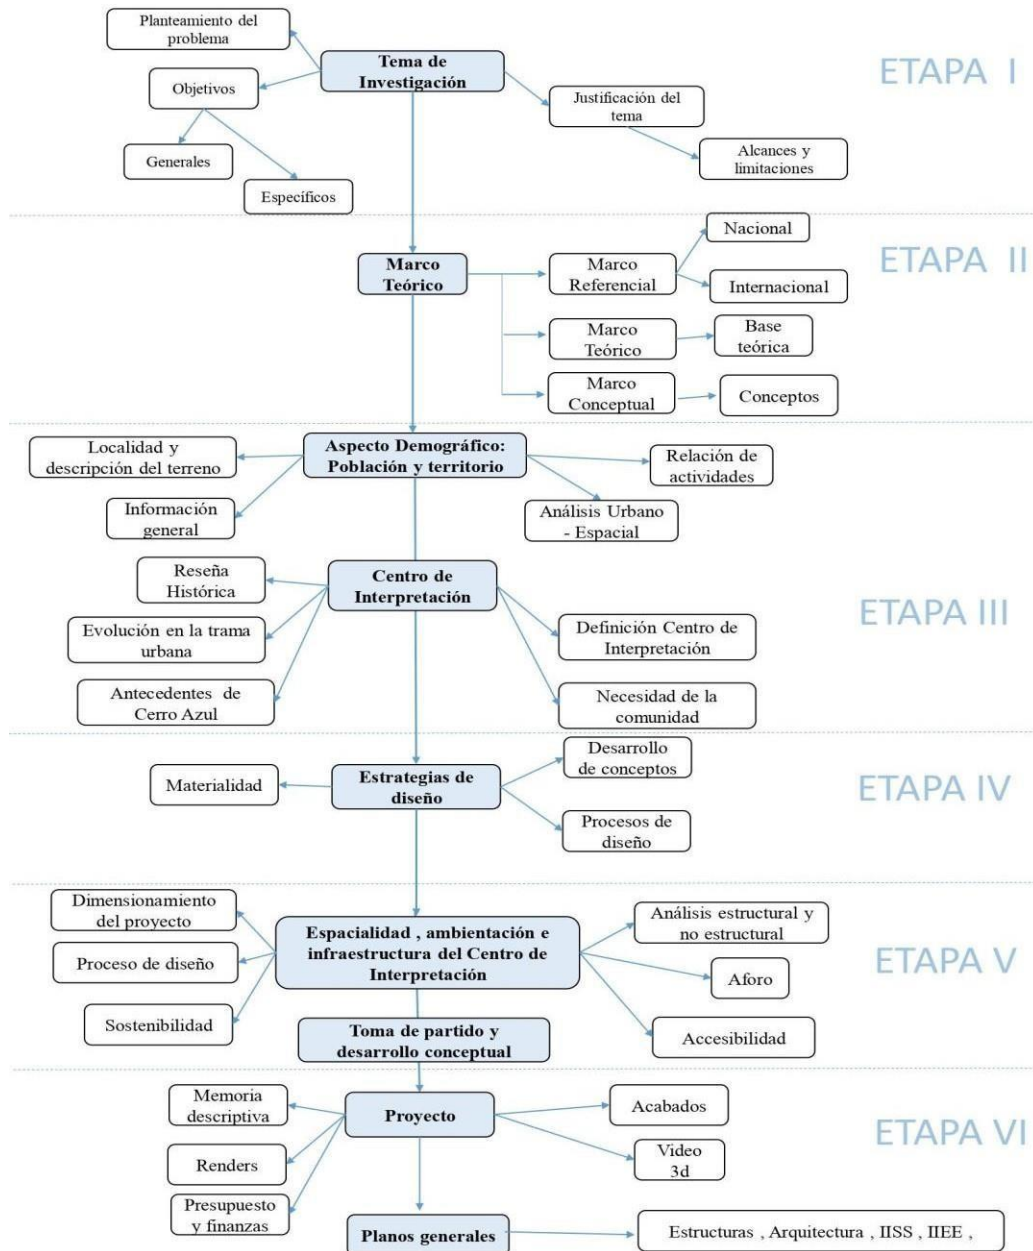 Planteamiento del
problema
Tema de
Investigación
ETAPA I
Objetivos
Justificación del
tema
Generales
Alcances y
limitaciones
Específicos
Nacional
Marco
Teórico
Marco
Referencial
ETAPA II
Internacional
Marco
Teórico
Base
teórica
Marco
Conceptual
Conceptos
Localidad y
descripción del terreno
Aspecto Demográfico:
Población y territorio
Relación de
actividades
Información
general
Análisis Urbano
- Espacial
Reseña
Histórica
Centro de
Interpretación
ETAPA III
Evolución en la trama
urbana
Definición Centro de
Interpretación
Antecedentes de
Cerro Azul
Necesidad de la
comunidad
Materialidad
Estrategias de
diseño
Desarrollo
de conceptos
ETAPA IV
Procesos de
diseño
Dimensionamiento
del proyecto
Espacialidad , ambientación e
infraestructura del Centro de
Interpretación
Análisis estructural y
no estructural
ETAPA V
Proceso de diseño
Aforo
Sostenibilidad
Accesibilidad
Toma de partido y
desarrollo conceptual
Memoria
descriptiva
Proyecto
Acabados
ETAPA VI
Renders
Video
3d
Presupuesto
y finanzas
Planos generales
Estructuras , Arquitectura , IISS , IIEE ,